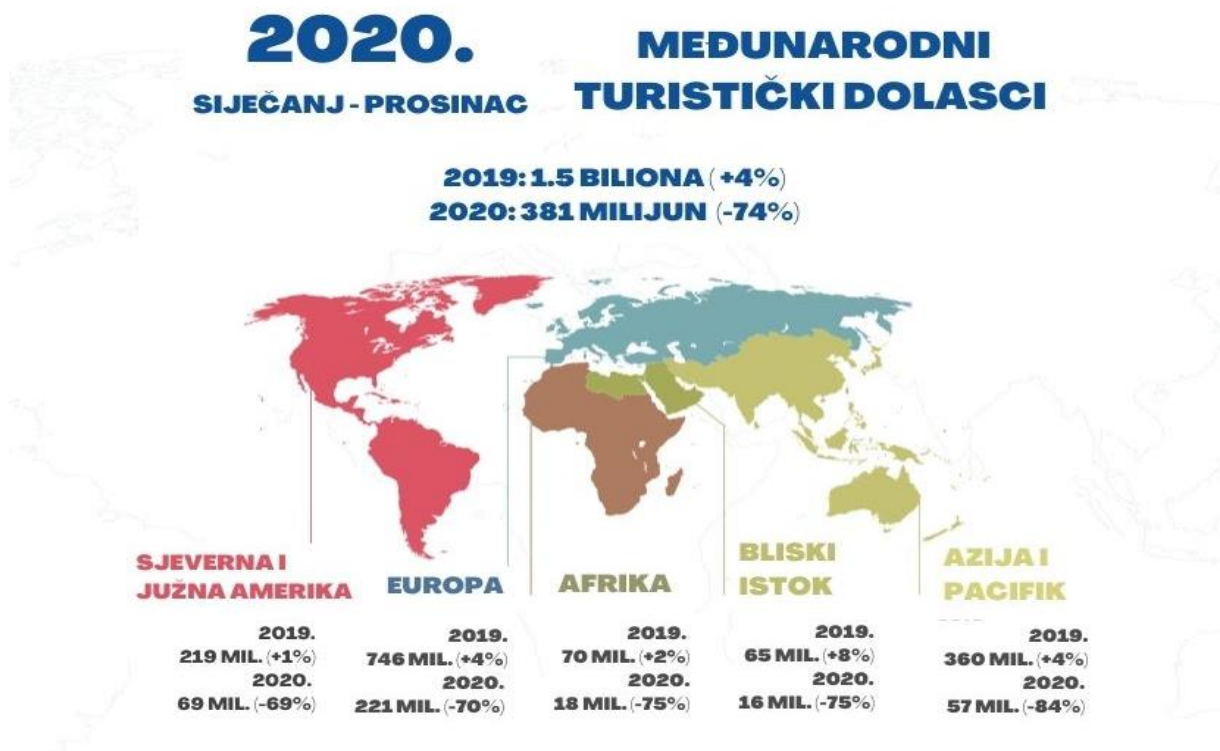 2020.
SIJEČANJ - PROSINAC
MEĐUNARODNI
TURISTIČKI DOLASCI
2019: 1.5 BILIONA ( +4%)
2020: 381 MILIJUN (-74%)
SJEVERNA I
JUŽNA AMERIKA
2019.
219 MIL. (+1%)
2020.
69 MIL. (-69%)
EUROPA
2019.
746 MIL. (+4%)
2020.
221 MIL. (-70%)
AFRIKA
2019.
70 MIL. (+2%)
2020.
18 MIL. (-75%)
BLISKI
ISTOK
2019.
65 MIL. (+8%)
2020.
16 MIL. (-75%)
AZIJA I
PACIFIK
2019.
360 MIL. (+4%)
2020.
57 MIL. (-84%)